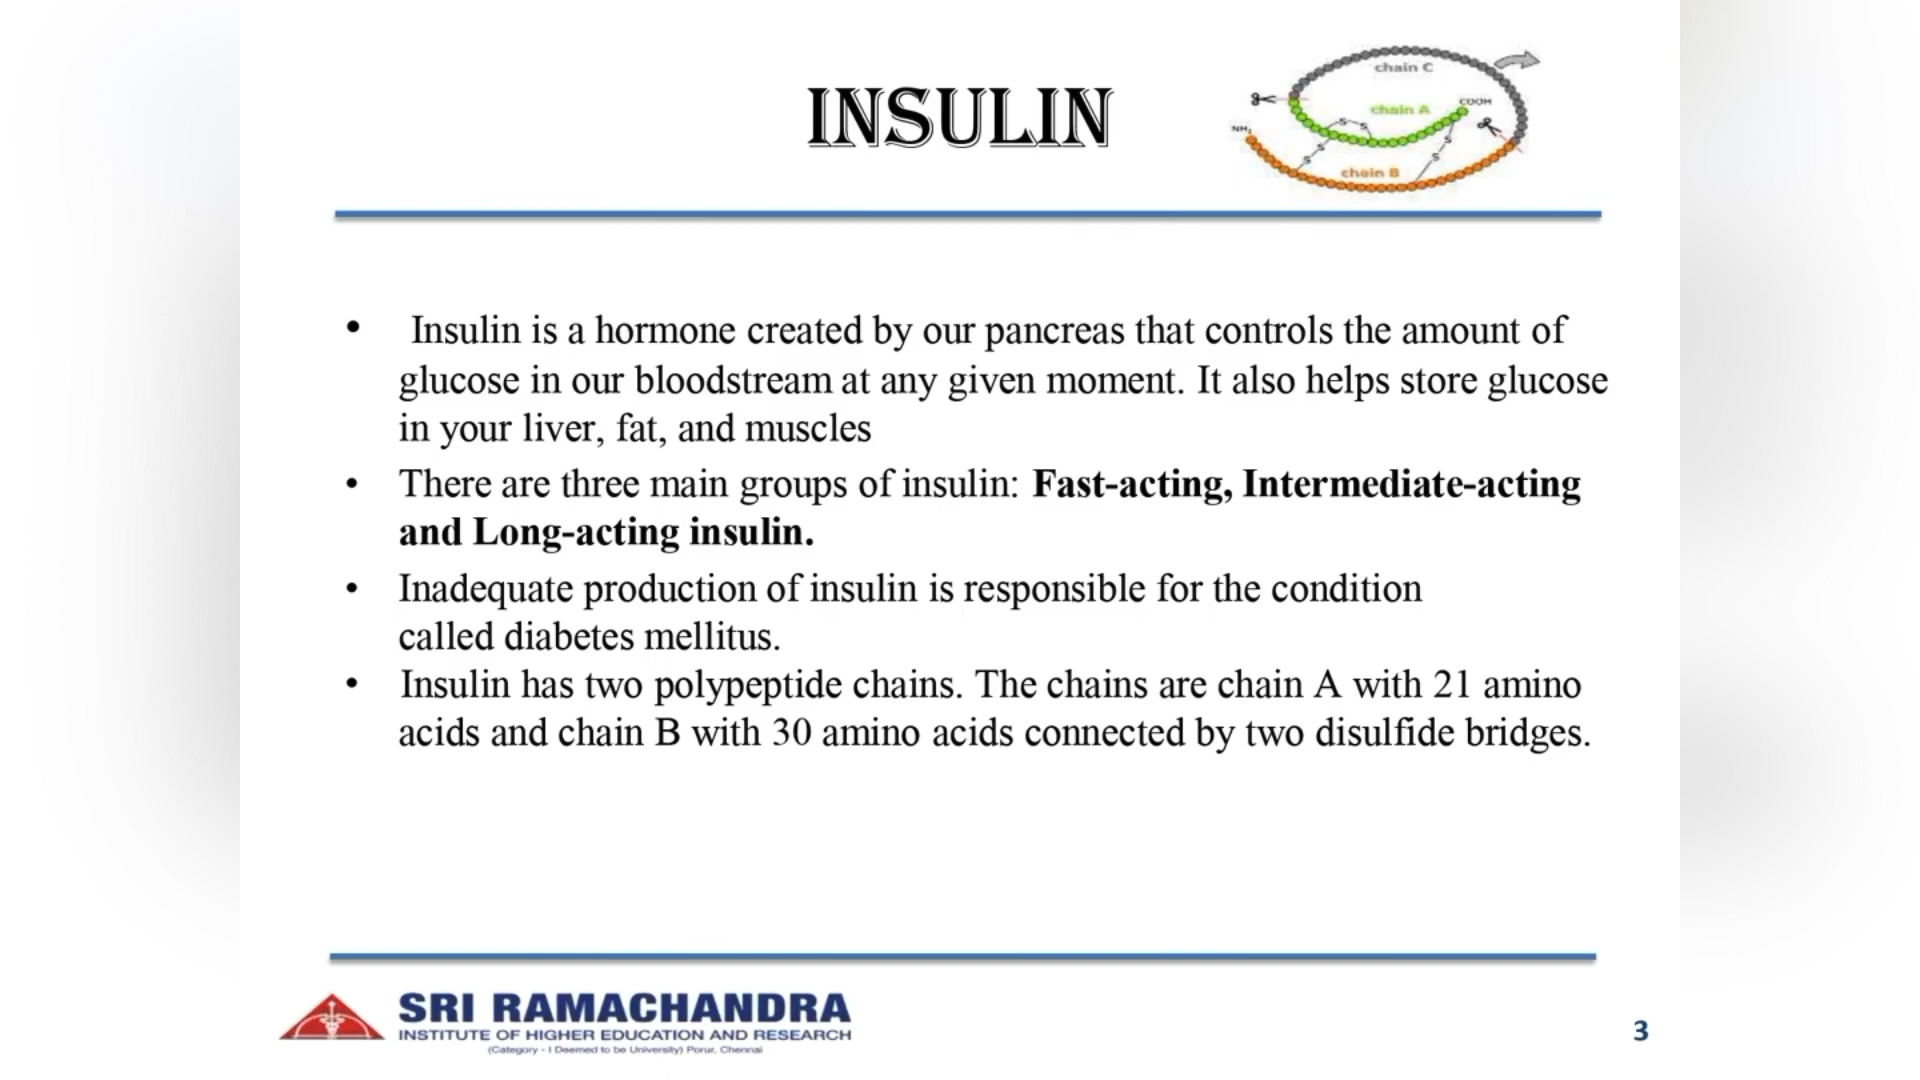 INSULIN
chain C
chain A
COOH
NH₂
S
S
S
S
S
S
chain B
• Insulin is a hormone created by our pancreas that controls the amount of
glucose in our bloodstream at any given moment. It also helps store glucose
in your liver, fat, and muscles
• There are three main groups of insulin: Fast-acting, Intermediate-acting
and Long-acting insulin.
• Inadequate production of insulin is responsible for the condition
called diabetes mellitus.
• Insulin has two polypeptide chains. The chains are chain A with 21 amino
acids and chain B with 30 amino acids connected by two disulfide bridges.
SRI RAMACHANDRA
INSTITUTE OF HIGHER EDUCATION AND RESEARCH
(Category - I Deemed to be University) Porur, Chennai
3